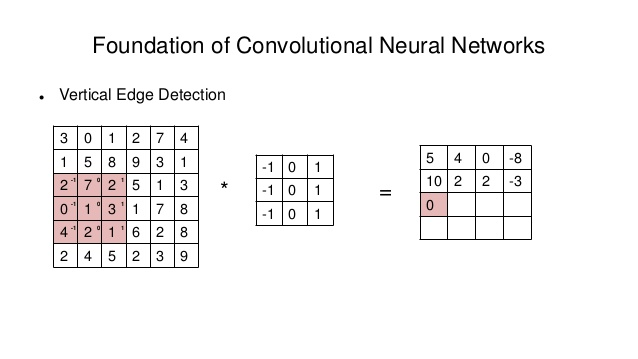 Foundation of Convolutional Neural Networks
• Vertical Edge Detection
3 0 1 2 7 4
1 5 8 9 3 1
2 -1 7 0 2 1 5 1 3
0 -1 1 0 3 1 1 7 8
4 -1 2 0 1 1 6 2 8
2 4 5 2 3 9
*
-1 0 1
-1 0 1
-1 0 1
=
5 4 0 -8
10 2 2 -3
0